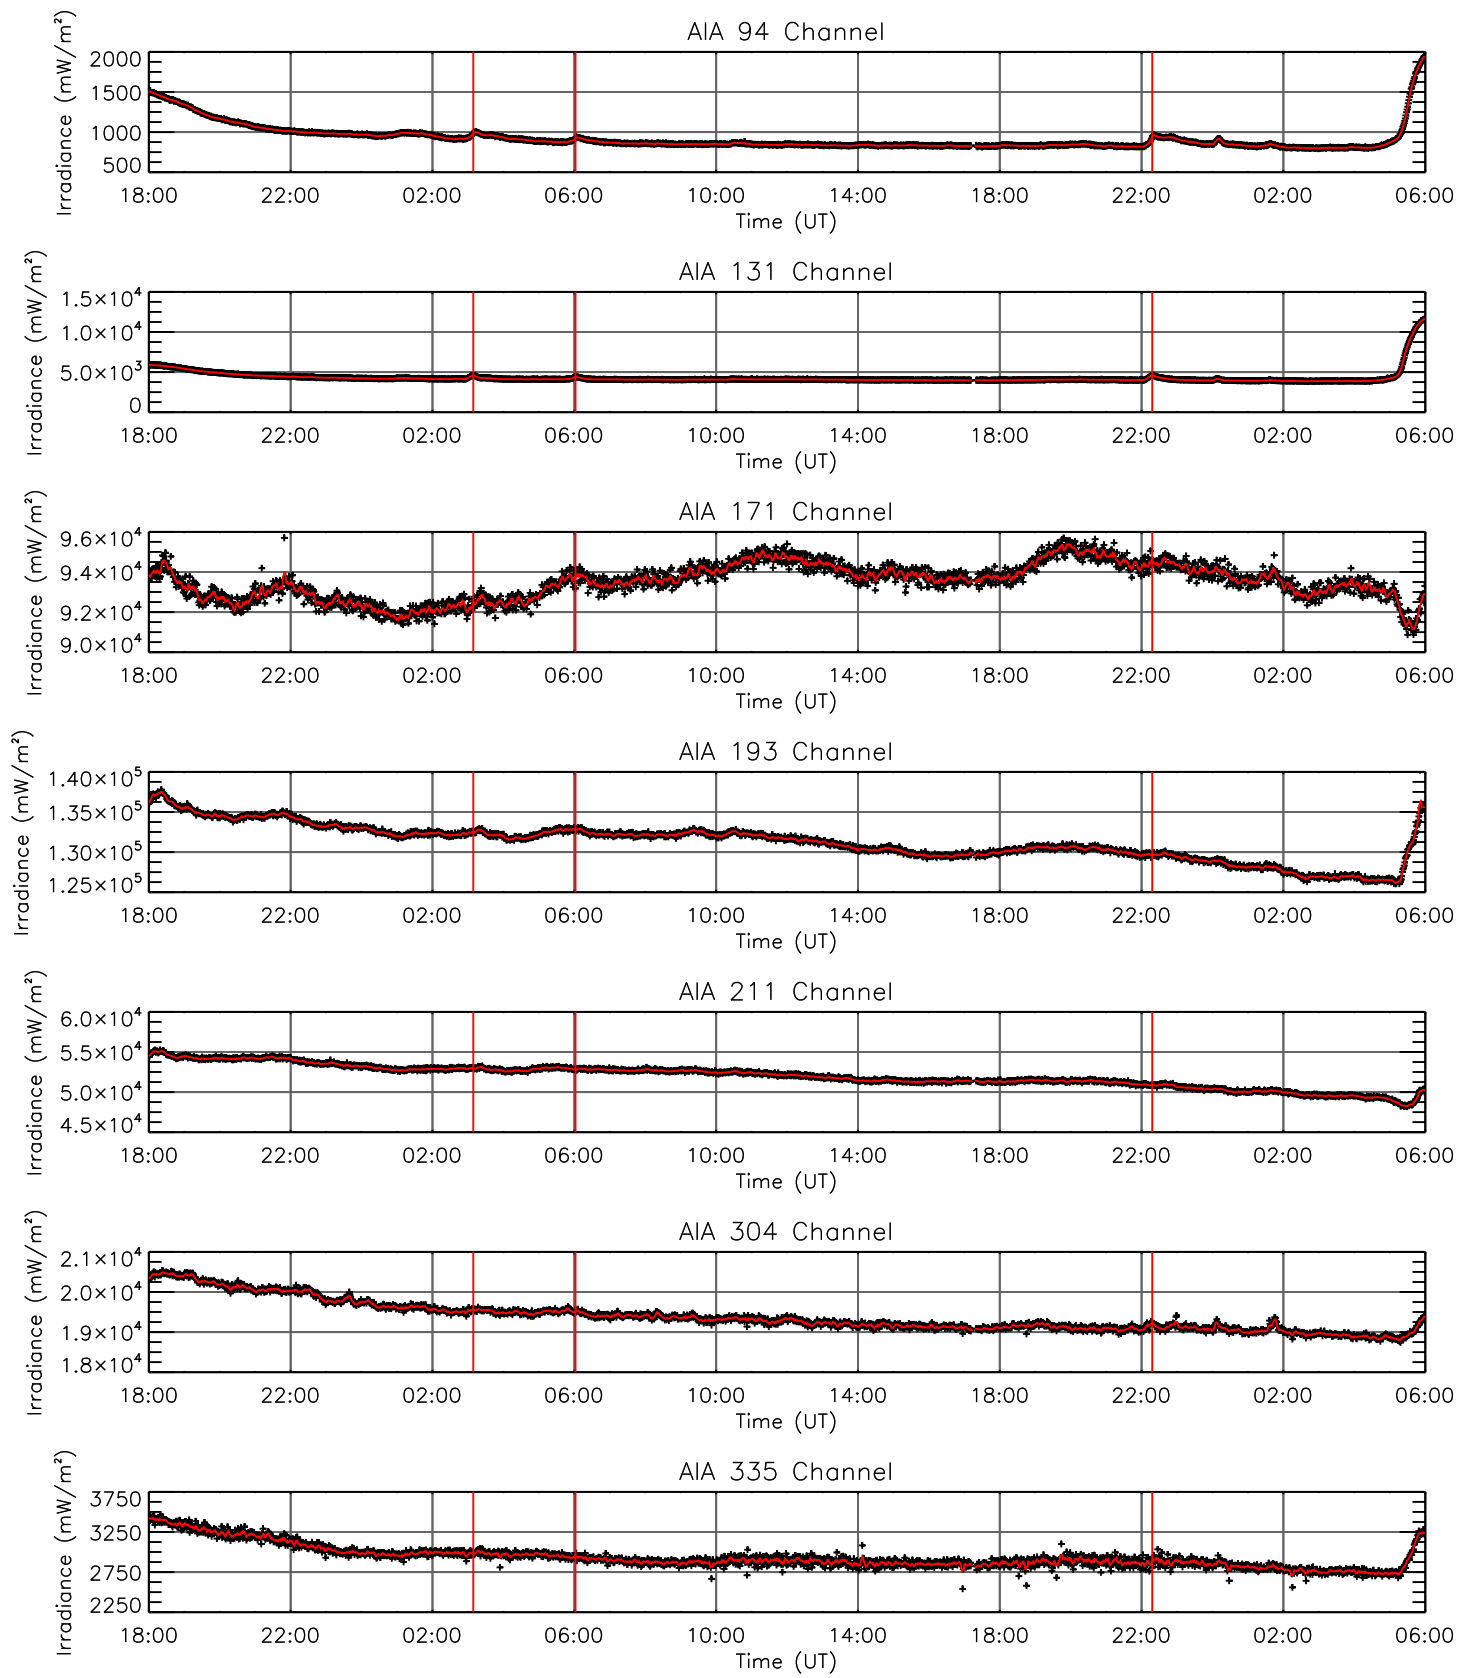 AIA 94 Channel
Irradiance (mW/m²)
2000
1500
1000
500
18:00 22:00 02:00 06:00 10:00 14:00 18:00 22:00 02:00 06:00
Time (UT)
AIA 131 Channel
Irradiance (mW/m²)
1.5×10⁴
1.0×10⁴
5.0×10³
0
18:00 22:00 02:00 06:00 10:00 14:00 18:00 22:00 02:00 06:00
Time (UT)
AIA 171 Channel
Irradiance (mW/m²)
9.6×10⁴
9.4×10⁴
9.2×10⁴
9.0×10⁴
18:00 22:00 02:00 06:00 10:00 14:00 18:00 22:00 02:00 06:00
Time (UT)
AIA 193 Channel
Irradiance (mW/m²)
1.40×10⁵
1.35×10⁵
1.30×10⁵
1.25×10⁵
18:00 22:00 02:00 06:00 10:00 14:00 18:00 22:00 02:00 06:00
Time (UT)
AIA 211 Channel
Irradiance (mW/m²)
6.0×10⁴
5.5×10⁴
5.0×10⁴
4.5×10⁴
18:00 22:00 02:00 06:00 10:00 14:00 18:00 22:00 02:00 06:00
Time (UT)
AIA 304 Channel
Irradiance (mW/m²)
2.1×10⁴
2.0×10⁴
1.9×10⁴
1.8×10⁴
18:00 22:00 02:00 06:00 10:00 14:00 18:00 22:00 02:00 06:00
Time (UT)
AIA 335 Channel
Irradiance (mW/m²)
3750
3250
2750
2250
18:00 22:00 02:00 06:00 10:00 14:00 18:00 22:00 02:00 06:00
Time (UT)